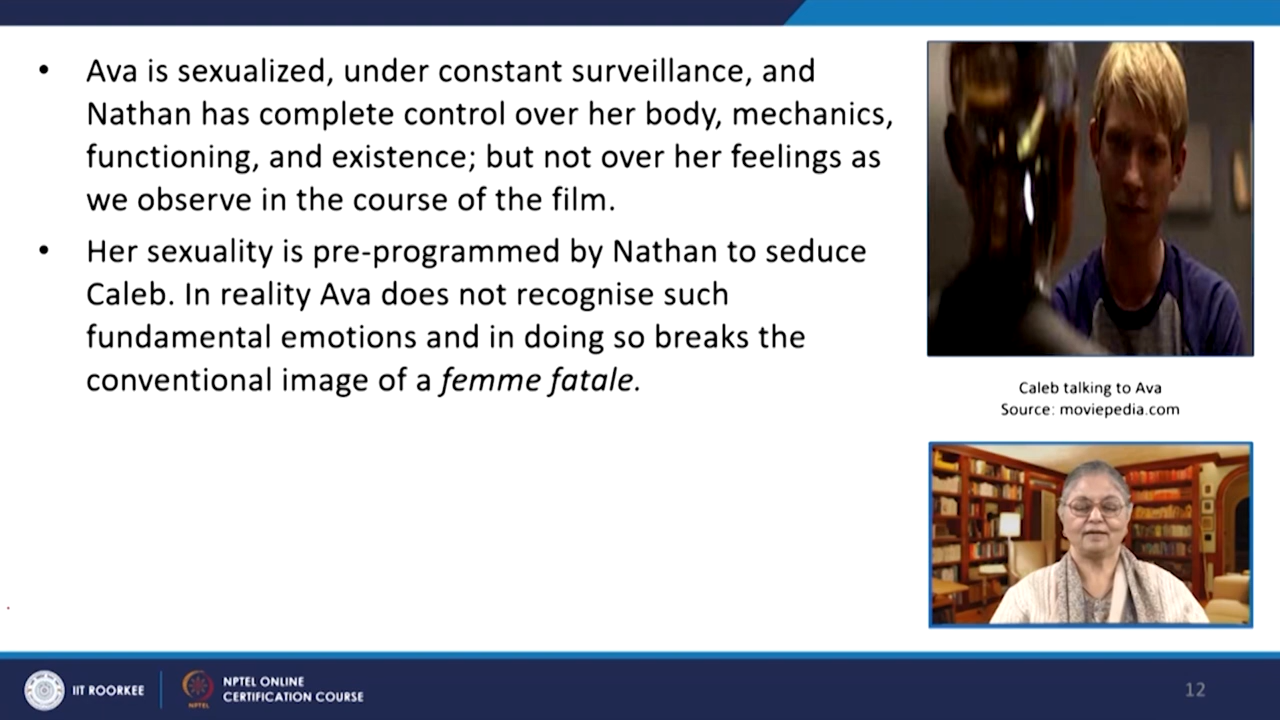 • Ava is sexualized, under constant surveillance, and
Nathan has complete control over her body, mechanics,
functioning, and existence; but not over her feelings as
we observe in the course of the film.
• Her sexuality is pre-programmed by Nathan to seduce
Caleb. In reality Ava does not recognise such
fundamental emotions and in doing so breaks the
conventional image of a femme fatale.
Caleb talking to Ava
Source: moviepedia.com
IIT ROORKEE
NPTEL
NPTEL ONLINE
CERTIFICATION COURSE
12